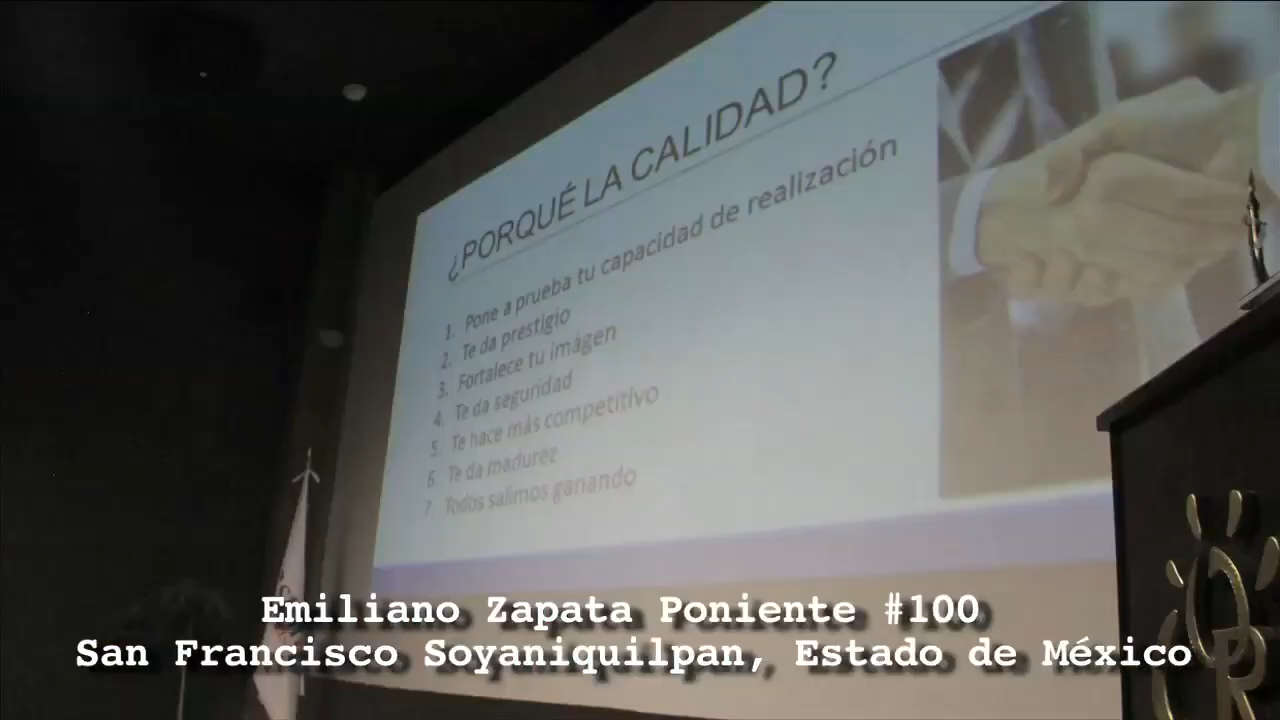 ¿PORQUÉ LA CALIDAD?
1. Pone a prueba tu capacidad de realización
2. Te da prestigio
3. Fortalece tu imágen
4. Te da seguridad
5. Te hace más competitivo
6. Te da madurez
7. Todos salimos ganando
Emiliano Zapata Poniente #100
San Francisco Soyaniquilpan, Estado de México